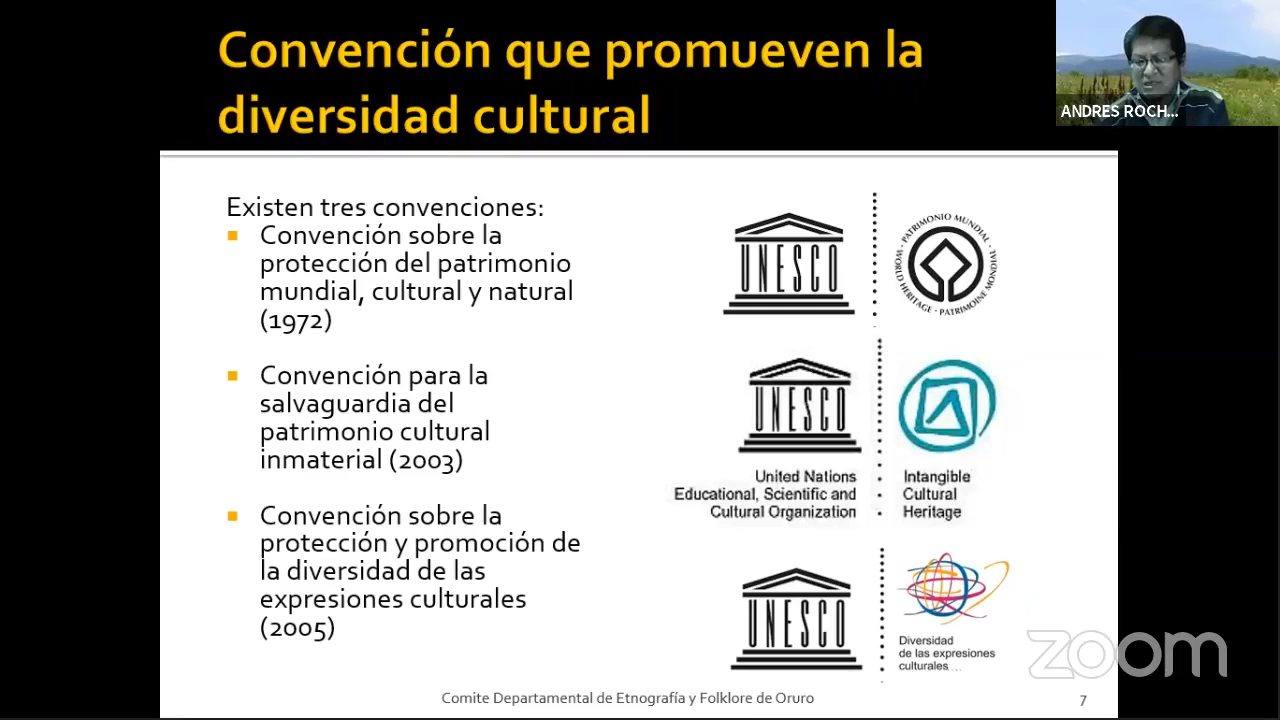 Convención que promueven la
diversidad cultural
ANDRES ROCH...
Existen tres convenciones:
Convención sobre la
protección del patrimonio
mundial, cultural y natural
(1972)
Convención para la
salvaguardia del
patrimonio cultural
inmaterial (2003)
Convención sobre la
protección y promoción de
la diversidad de las
expresiones culturales
(2005)
UNESCO
PATRIMONIO MUNDIAL · WORLD HERITAGE · PATRIMOINE MONDIAL
UNESCO
United Nations
Educational, Scientific and
Cultural Organization
Intangible
Cultural
Heritage
UNESCO
Diversidad
de las expresiones
culturales....
zoom
Comite Departamental de Etnografía y Folklore de Oruro
7